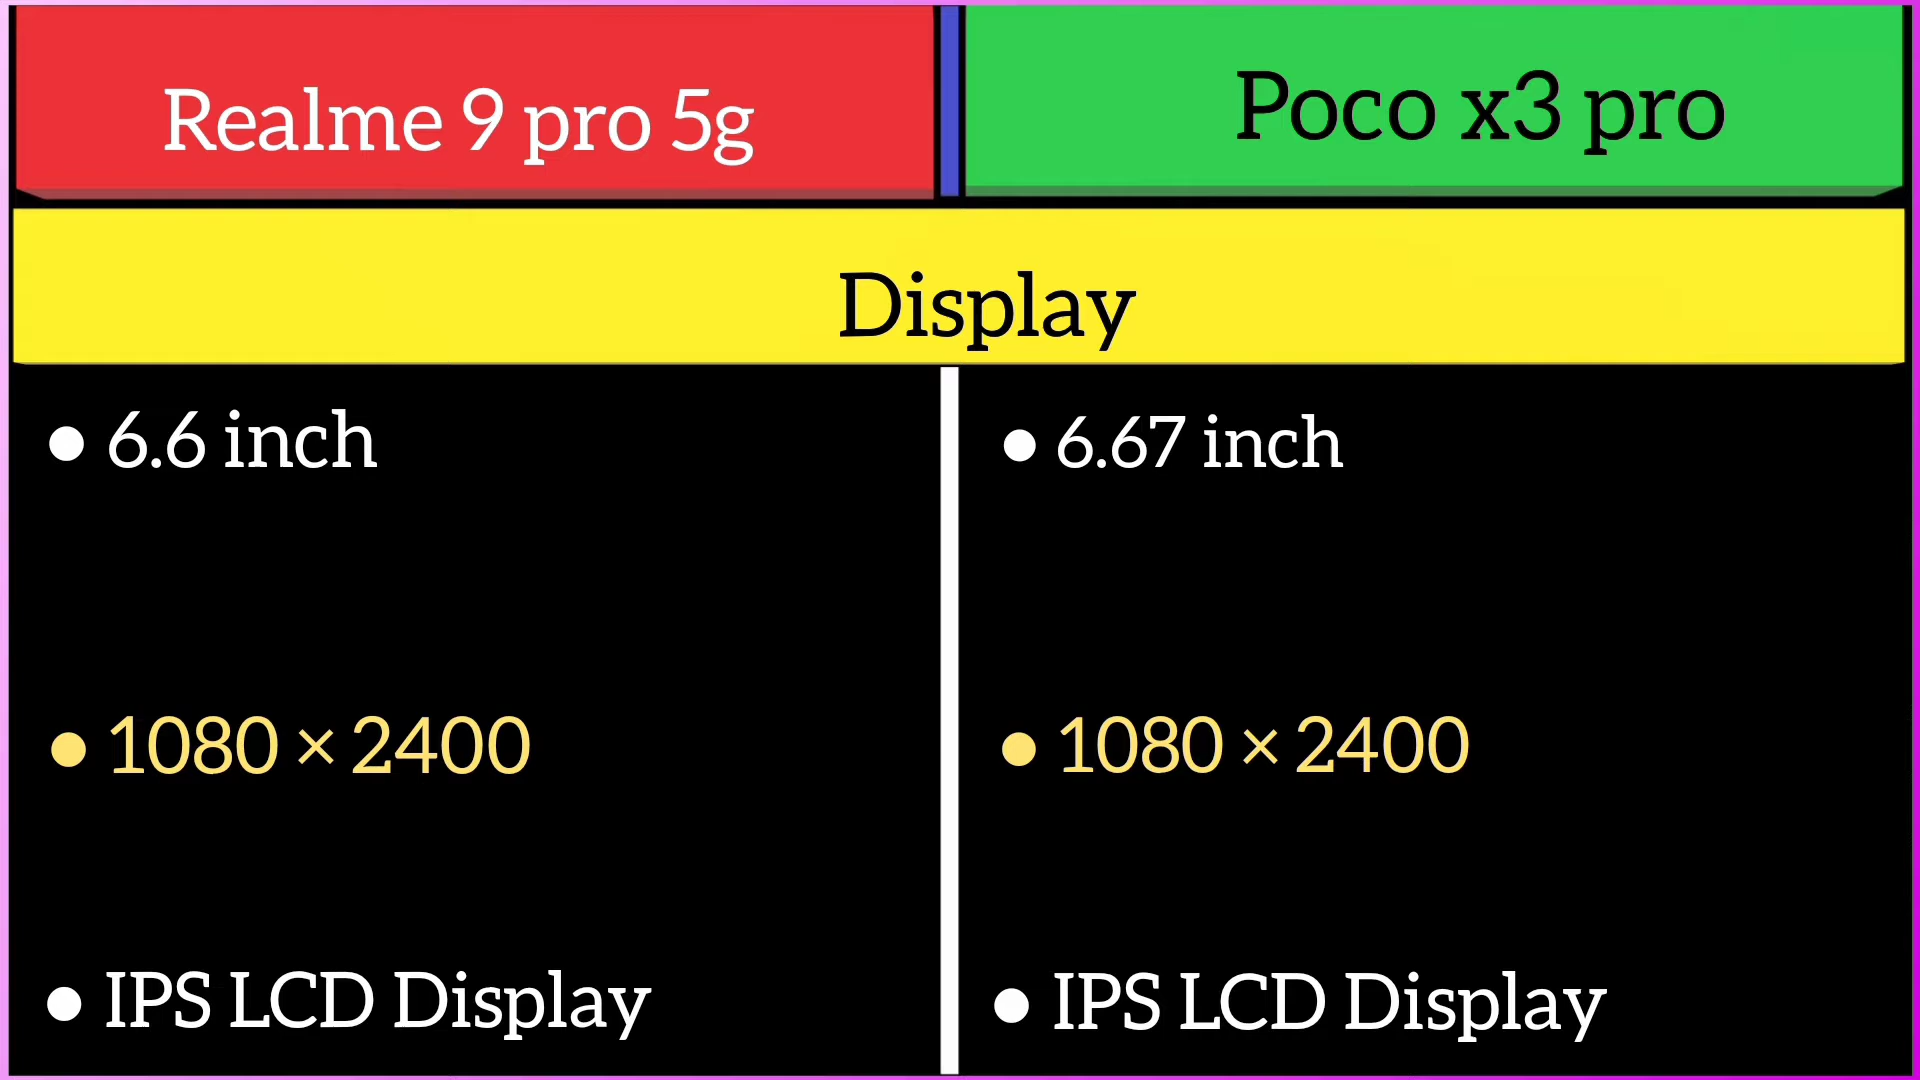 Realme 9 pro 5g
Poco x3 pro
Display
● 6.6 inch
● 6.67 inch
● 1080 × 2400
● 1080 × 2400
● IPS LCD Display
● IPS LCD Display